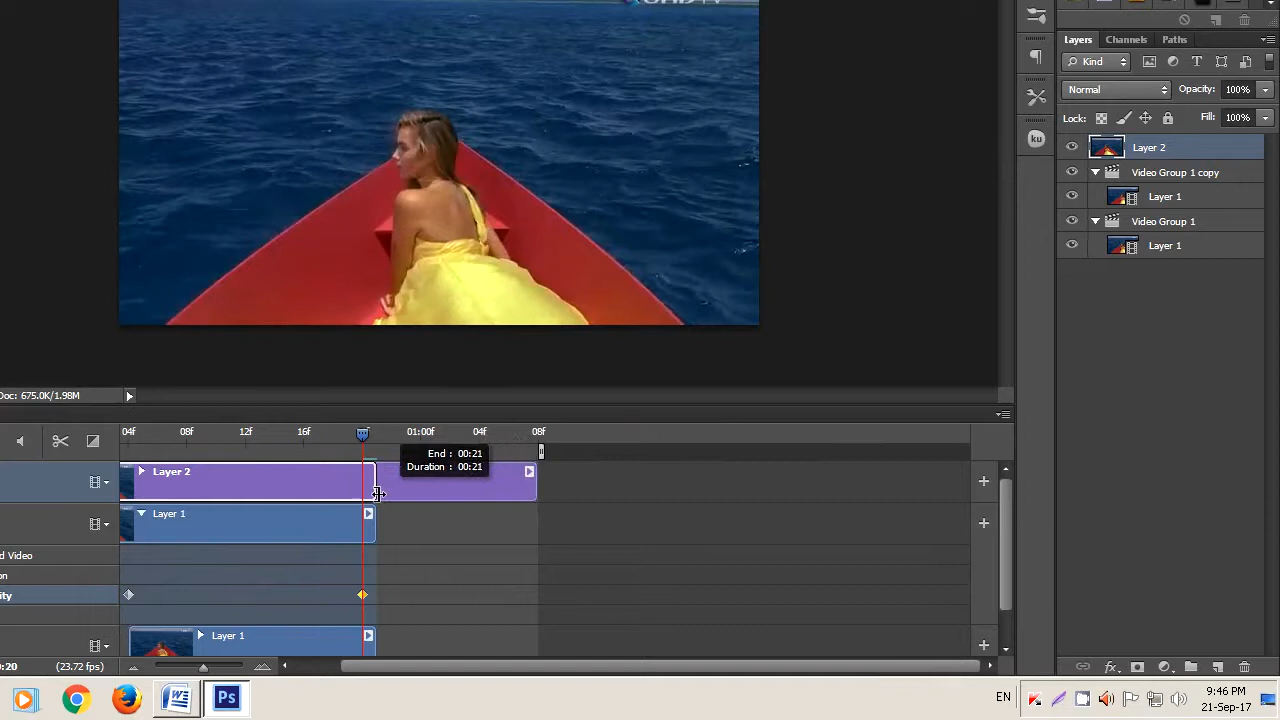 Layers Channels Paths
Kind
Normal Opacity: 100%
Lock: Fill: 100%
Layer 2
Video Group 1 copy
Layer 1
Video Group 1
Layer 1
ku
Doc: 675.0K/1.98M
04f 08f 12f 16f 01:00f 04f 08f
End : 00:21
Duration : 00:21
Layer 2
Layer 1
d Video
on
ity
Layer 1
0:20 (23.72 fps)
Ps
EN
9:46 PM
21-Sep-17